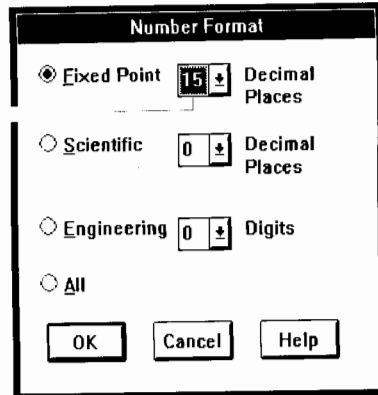 Number Format
Fixed Point 15 Decimal
Places
Scientific 0 Decimal
Places
Engineering 0 Digits
All
OK Cancel Help